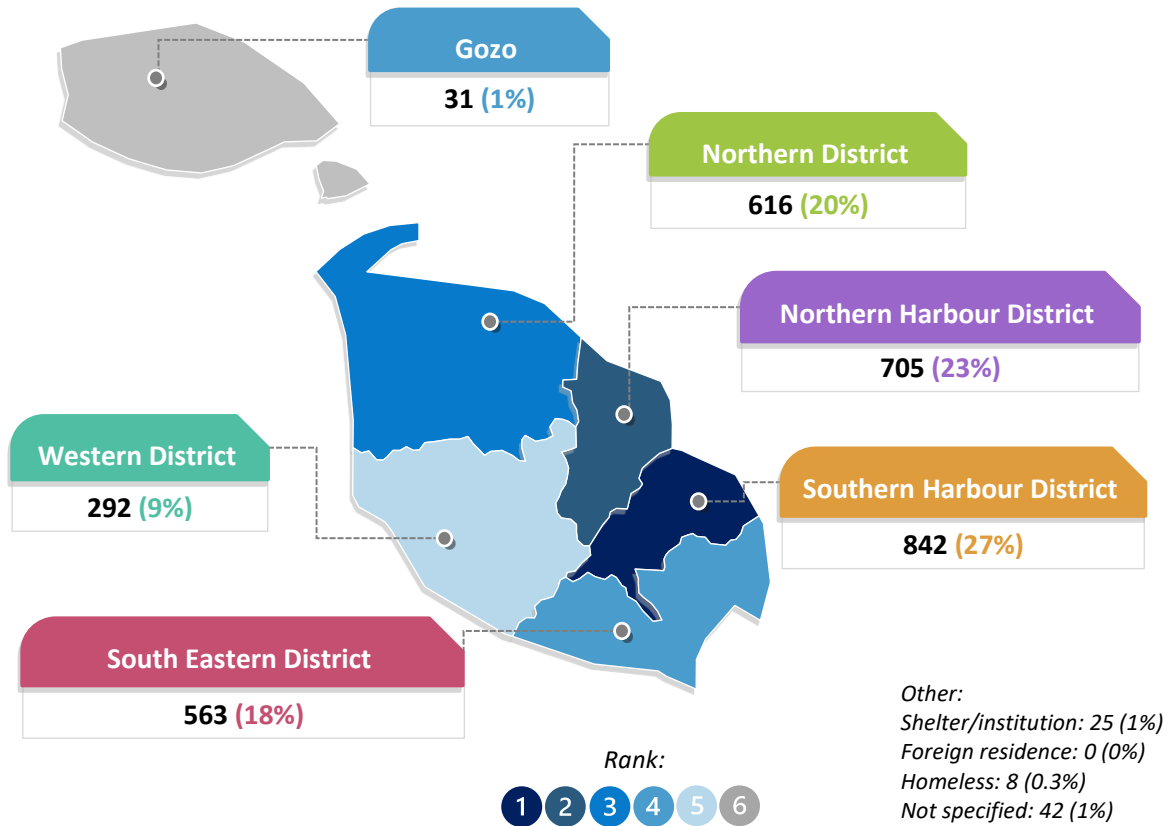 Gozo
31 (1%)
Northern District
616 (20%)
Northern Harbour District
705 (23%)
Western District
292 (9%)
Southern Harbour District
842 (27%)
South Eastern District
563 (18%)
Other:
Shelter/institution: 25 (1%)
Foreign residence: 0 (0%)
Homeless: 8 (0.3%)
Not specified: 42 (1%)
Rank:
1 2 3 4 5 6